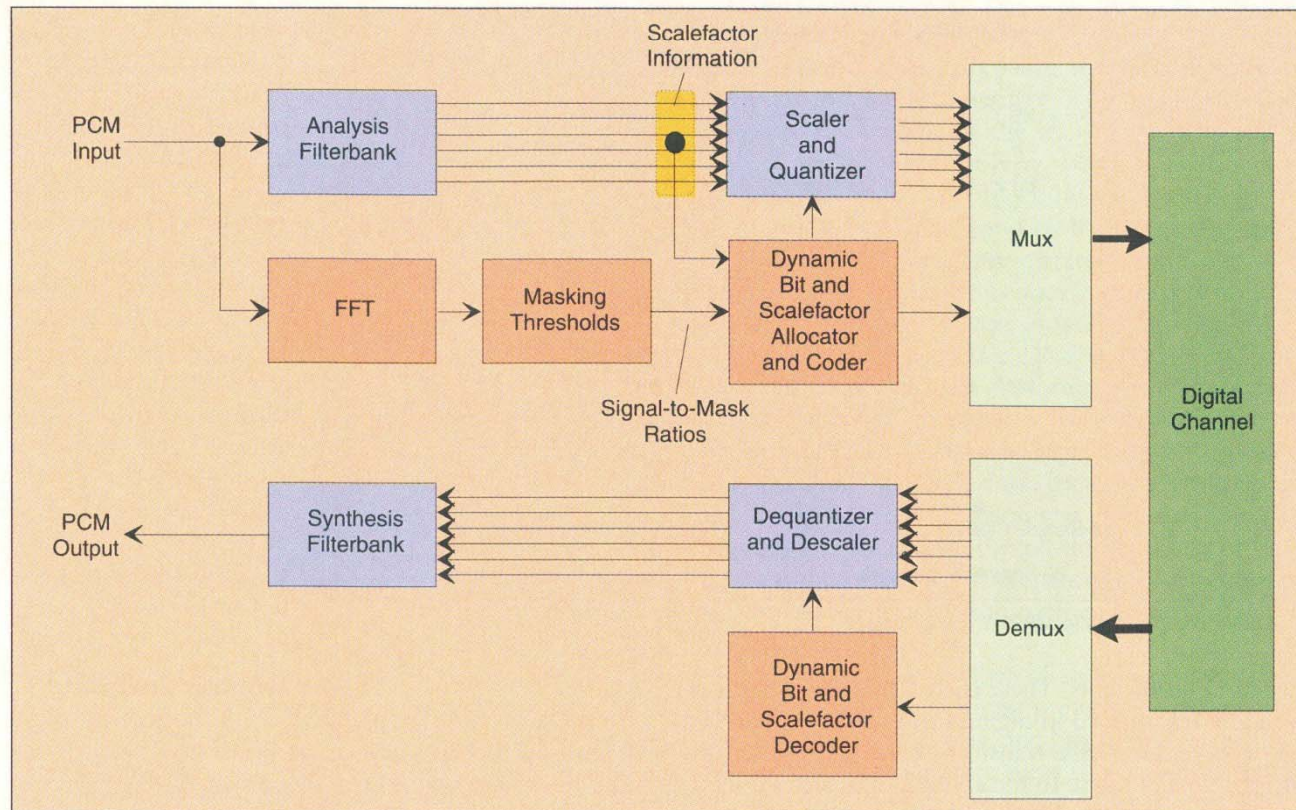 Scalefactor
Information
PCM
Input
Analysis
Filterbank
Scaler
and
Quantizer
Mux
FFT
Masking
Thresholds
Dynamic
Bit and
Scalefactor
Allocator
and Coder
Signal-to-Mask
Ratios
Digital
Channel
PCM
Output
Synthesis
Filterbank
Dequantizer
and Descaler
Demux
Dynamic
Bit and
Scalefactor
Decoder